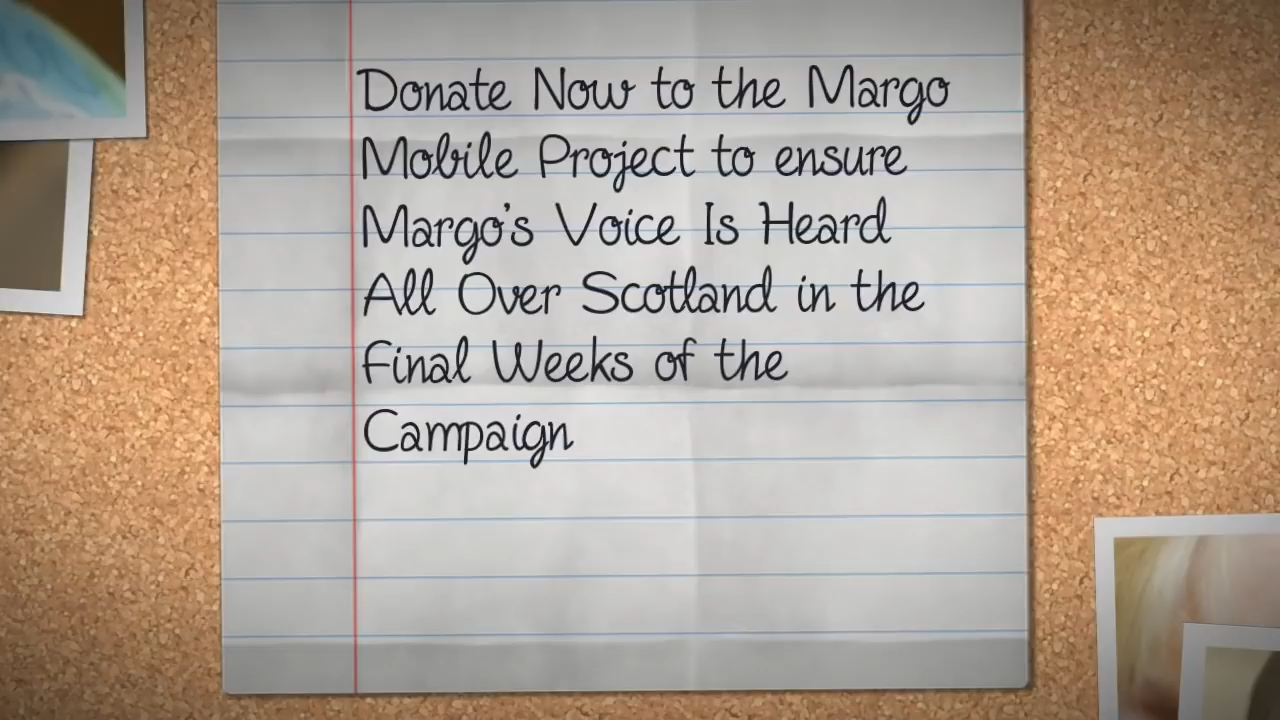 Donate Now to the Margo
Mobile Project to ensure
Margo's Voice Is Heard
All Over Scotland in the
Final Weeks of the
Campaign